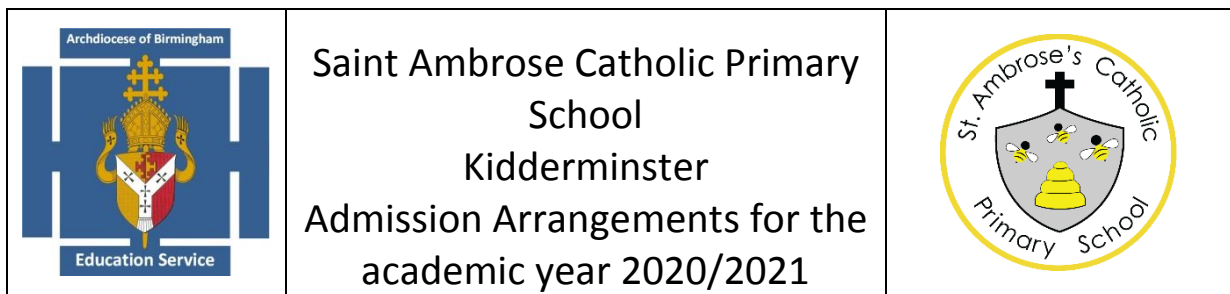 Archdiocese of Birmingham
Education Service
Saint Ambrose Catholic Primary
School
Kidderminster
Admission Arrangements for the
academic year 2020/2021
St. Ambrose's Catholic
Primary School